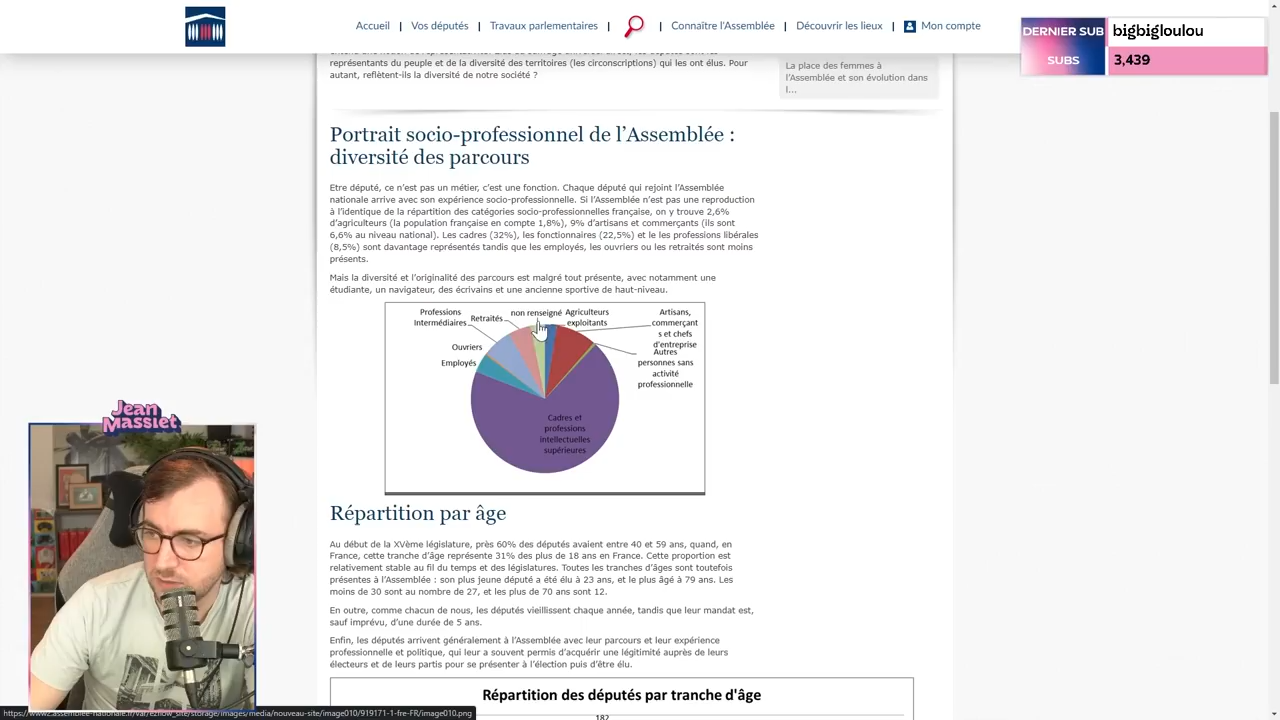 Accueil | Vos députés | Travaux parlementaires | | Connaître l'Assemblée | Découvrir les lieux | Mon compte
DERNIER SUB bigbigloulou
SUBS 3,439
représentants du peuple et de la diversité des territoires (les circonscriptions) qui les ont élus. Pour
autant, reflètent-ils la diversité de notre société ?
La place des femmes à
l'Assemblée et son évolution dans
l...
Portrait socio-professionnel de l'Assemblée :
diversité des parcours
Etre député, ce n'est pas un métier, c'est une fonction. Chaque député qui rejoint l'Assemblée
nationale arrive avec son expérience socio-professionnelle. Si l'Assemblée n'est pas une reproduction
à l'identique de la répartition des catégories socio-professionnelles française, on y trouve 2,6%
d'agriculteurs (la population française en compte 1,8%), 9% d'artisans et commerçants (ils sont
6,6% au niveau national). Les cadres (32%), les fonctionnaires (22,5%) et le les professions libérales
(8,5%) sont davantage représentés tandis que les employés, les ouvriers ou les retraités sont moins
présents.
Mais la diversité et l'originalité des parcours est malgré tout présente, avec notamment une
étudiante, un navigateur, des écrivains et une ancienne sportive de haut-niveau.
Professions
Intermédiaires
Retraités
non renseigné
Agriculteurs
exploitants
Artisans,
commerçant
s et chefs
d'entreprise
Autres
personnes sans
activité
professionnelle
Ouvriers
Employés
Cadres et
professions
intellectuelles
supérieures
Répartition par âge
Au début de la XVème législature, près 60% des députés avaient entre 40 et 59 ans, quand, en
France, cette tranche d'âge représente 31% des plus de 18 ans en France. Cette proportion est
relativement stable au fil du temps et des législatures. Toutes les tranches d'âges sont toutefois
présentes à l'Assemblée : son plus jeune député a été élu à 23 ans, et le plus âgé à 79 ans. Les
moins de 30 sont au nombre de 27, et les plus de 70 ans sont 12.
En outre, comme chacun de nous, les députés vieillissent chaque année, tandis que leur mandat est,
sauf imprévu, d'une durée de 5 ans.
Enfin, les députés arrivent généralement à l'Assemblée avec leur parcours et leur expérience
professionnelle et politique, qui leur a souvent permis d'acquérir une légitimité auprès de leurs
électeurs et de leurs partis pour se présenter à l'élection puis d'être élu.
Répartition des députés par tranche d'âge
182
Jean
Massiet